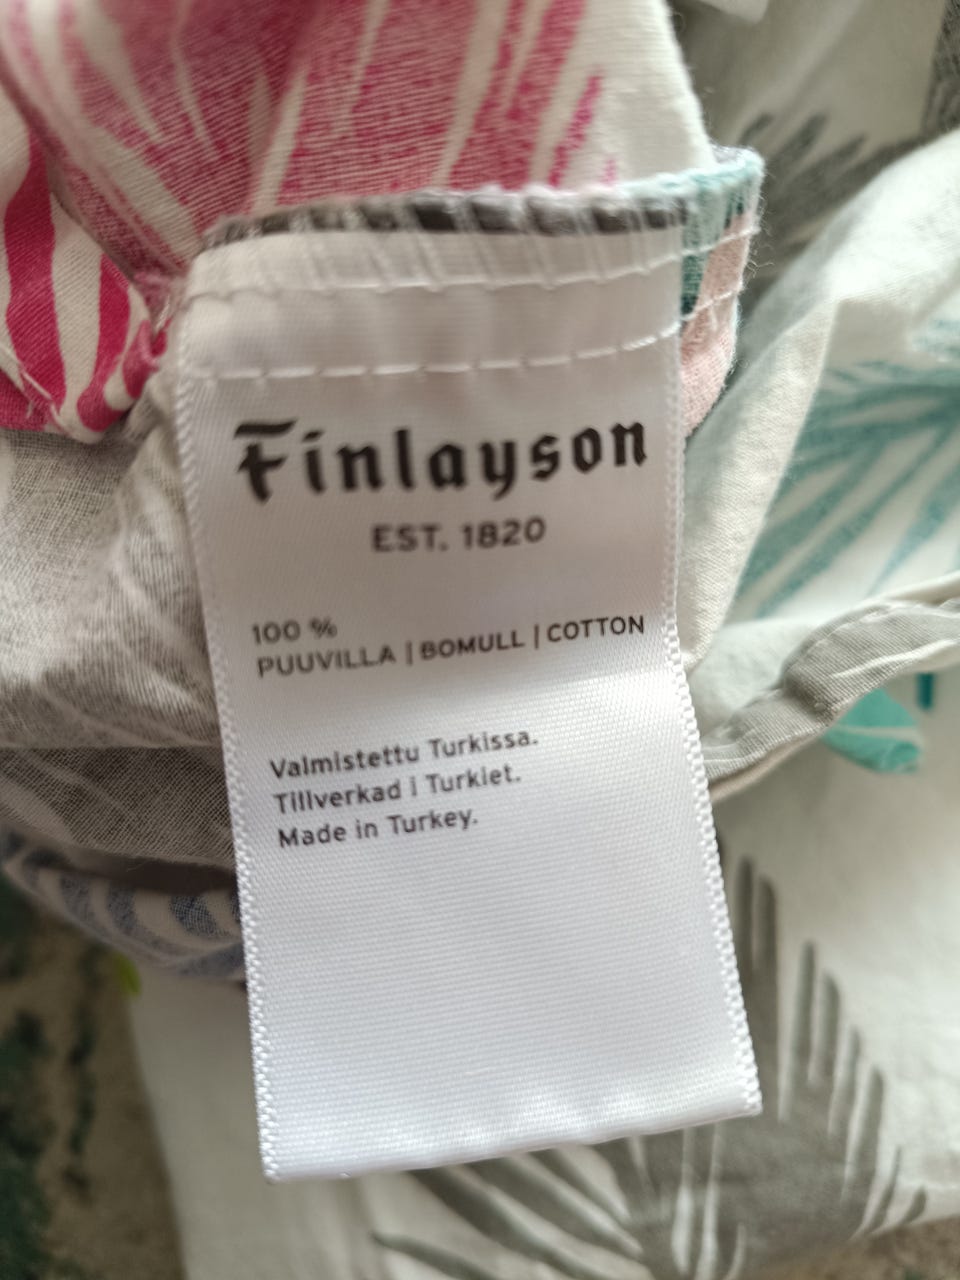 Finlayson
EST. 1820
100 %
PUUVILLA | BOMULL | COTTON
Valmistettu Turkissa.
Tillverkad i Turkiet.
Made in Turkey.